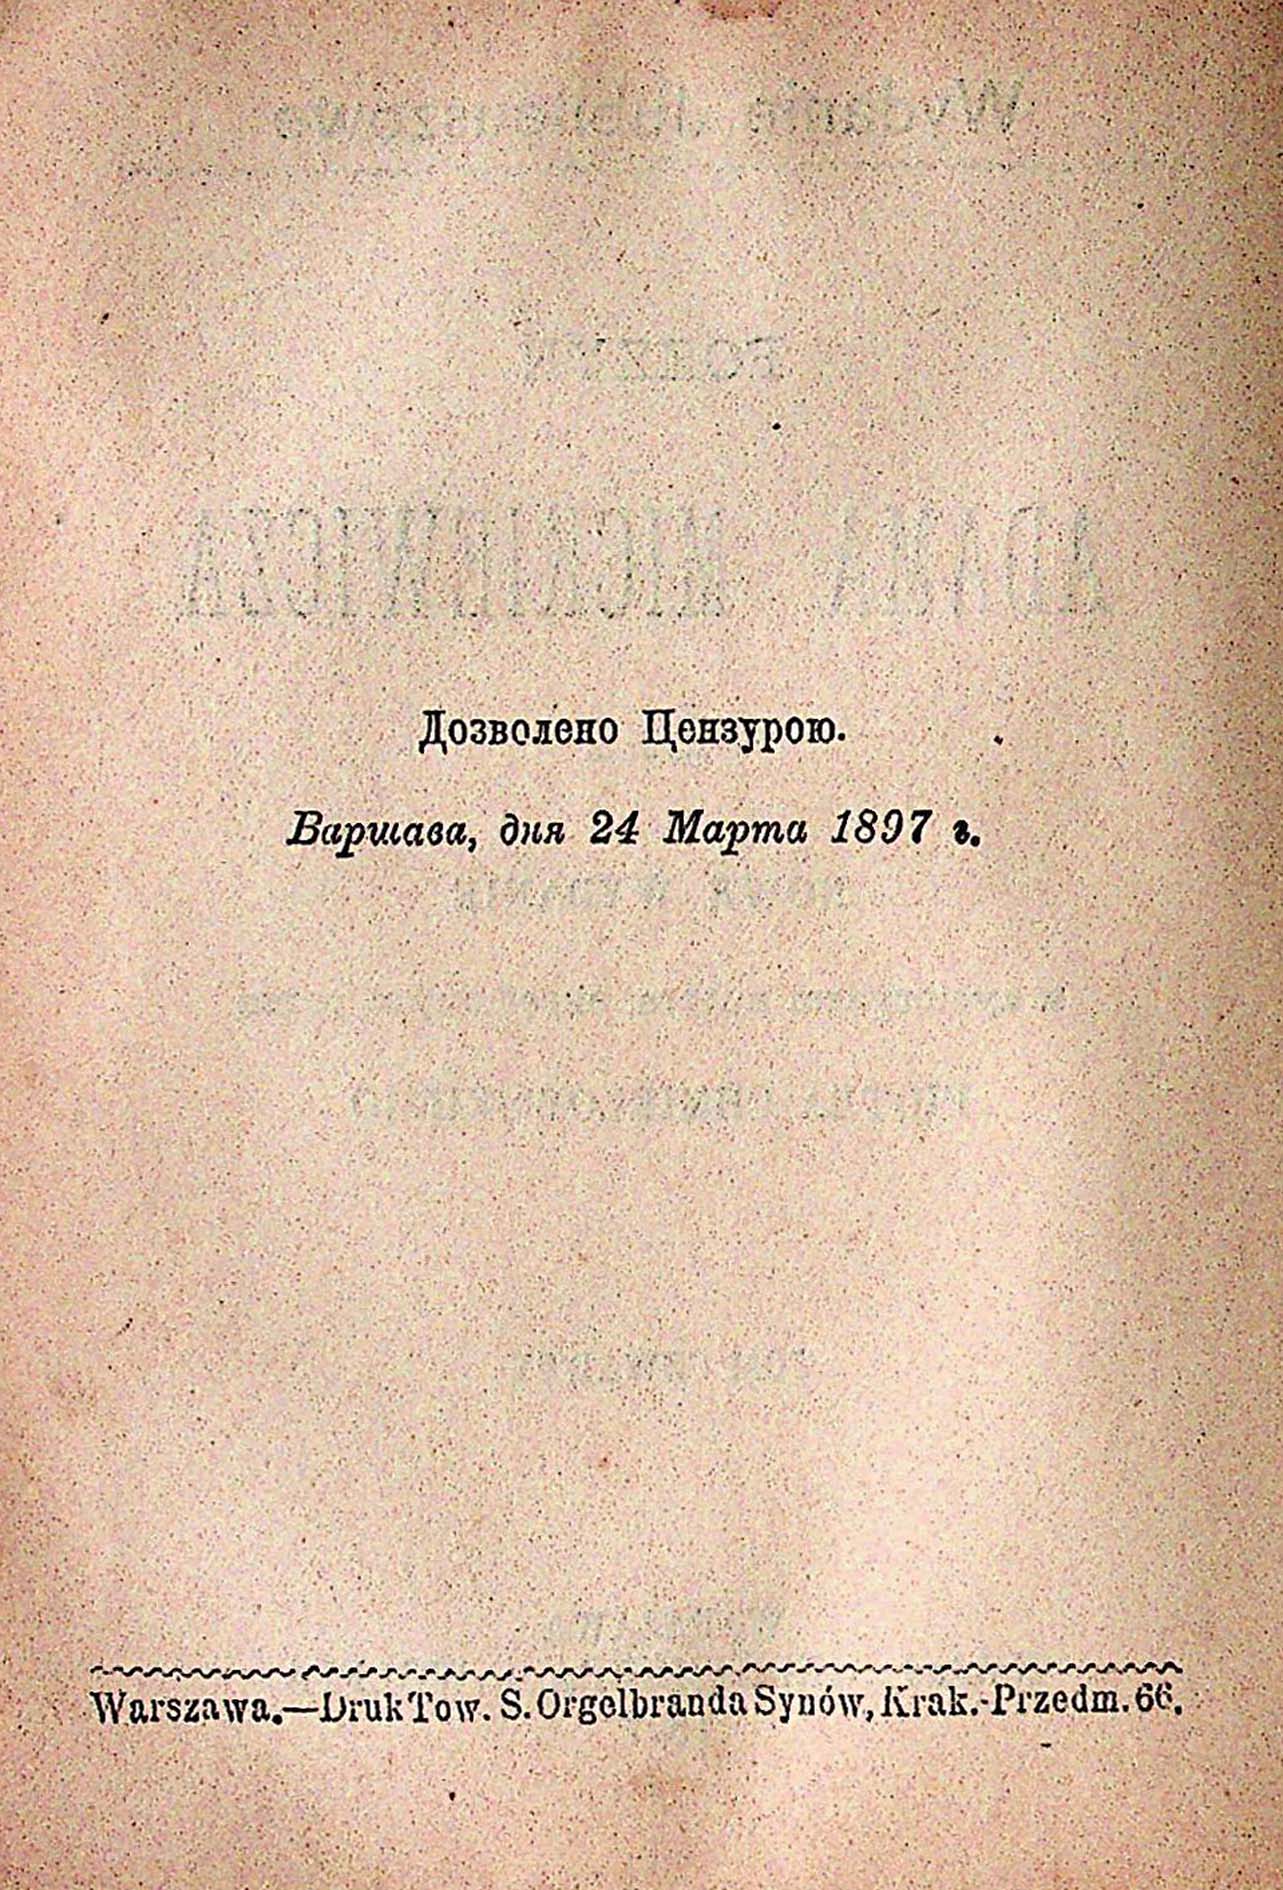 Дозволено Цензурою.
Варшава, дня 24 Марта 1897 г.
Warszawa.—Druk Tow. S. Orgelbranda Synów, Krak.-Przedm. 66.